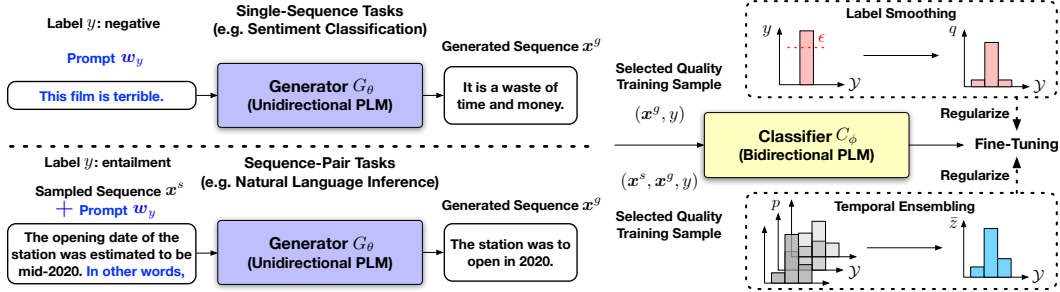 Single-Sequence Tasks
(e.g. Sentiment Classification)
Label y: negative
Prompt w_y
This film is terrible.
Generator G_θ
(Unidirectional PLM)
Generated Sequence x^g
It is a waste of
time and money.
Sequence-Pair Tasks
(e.g. Natural Language Inference)
Label y: entailment
Sampled Sequence x^s
+ Prompt w_y
The opening date of the
station was estimated to be
mid-2020. In other words,
Generator G_θ
(Unidirectional PLM)
Generated Sequence x^g
The station was to
open in 2020.
Selected Quality
Training Sample
(x^g, y)
(x^s, x^g, y)
Selected Quality
Training Sample
Classifier C_ϕ
(Bidirectional PLM)
Label Smoothing
y
ϵ
𝒴
q
𝒴
Regularize
Fine-Tuning
Regularize
Temporal Ensembling
p
𝒴
z̄
𝒴